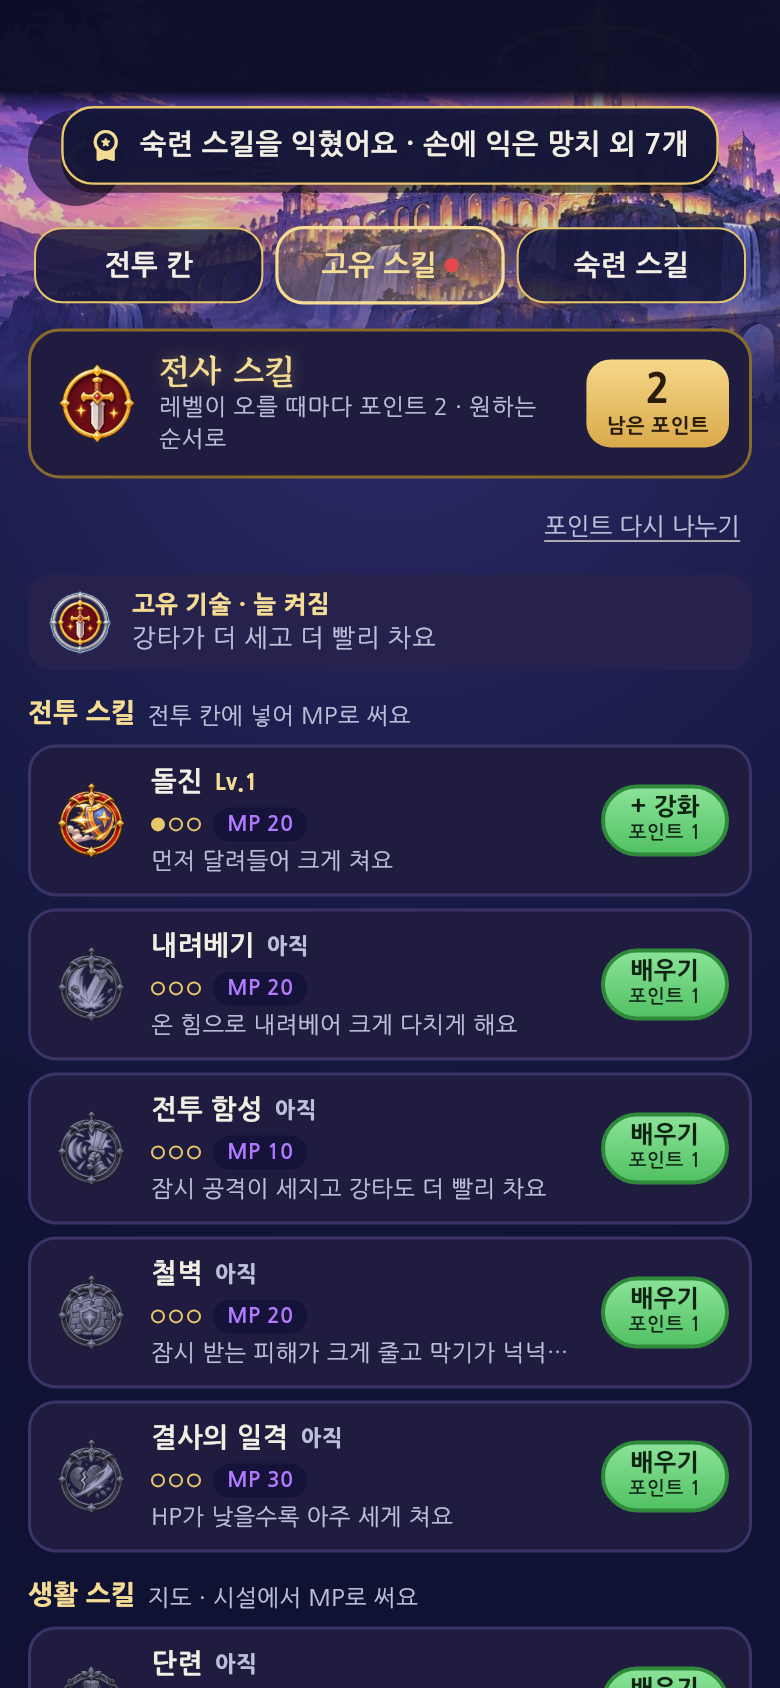 숙련 스킬을 익혔어요 · 손에 익은 망치 외 7개
전투 칸
고유 스킬
숙련 스킬
전사 스킬
레벨이 오를 때마다 포인트 2 · 원하는
순서로
2
남은 포인트
포인트 다시 나누기
고유 기술 · 늘 켜짐
강타가 더 세고 더 빨리 차요
전투 스킬 전투 칸에 넣어 MP로 써요
돌진 Lv.1
MP 20
먼저 달려들어 크게 쳐요
+ 강화
포인트 1
내려베기 아직
MP 20
온 힘으로 내려베어 크게 다치게 해요
배우기
포인트 1
전투 함성 아직
MP 10
잠시 공격이 세지고 강타도 더 빨리 차요
배우기
포인트 1
철벽 아직
MP 20
잠시 받는 피해가 크게 줄고 막기가 넉넉…
배우기
포인트 1
결사의 일격 아직
MP 30
HP가 낮을수록 아주 세게 쳐요
배우기
포인트 1
생활 스킬 지도 · 시설에서 MP로 써요
단련 아직
배우기